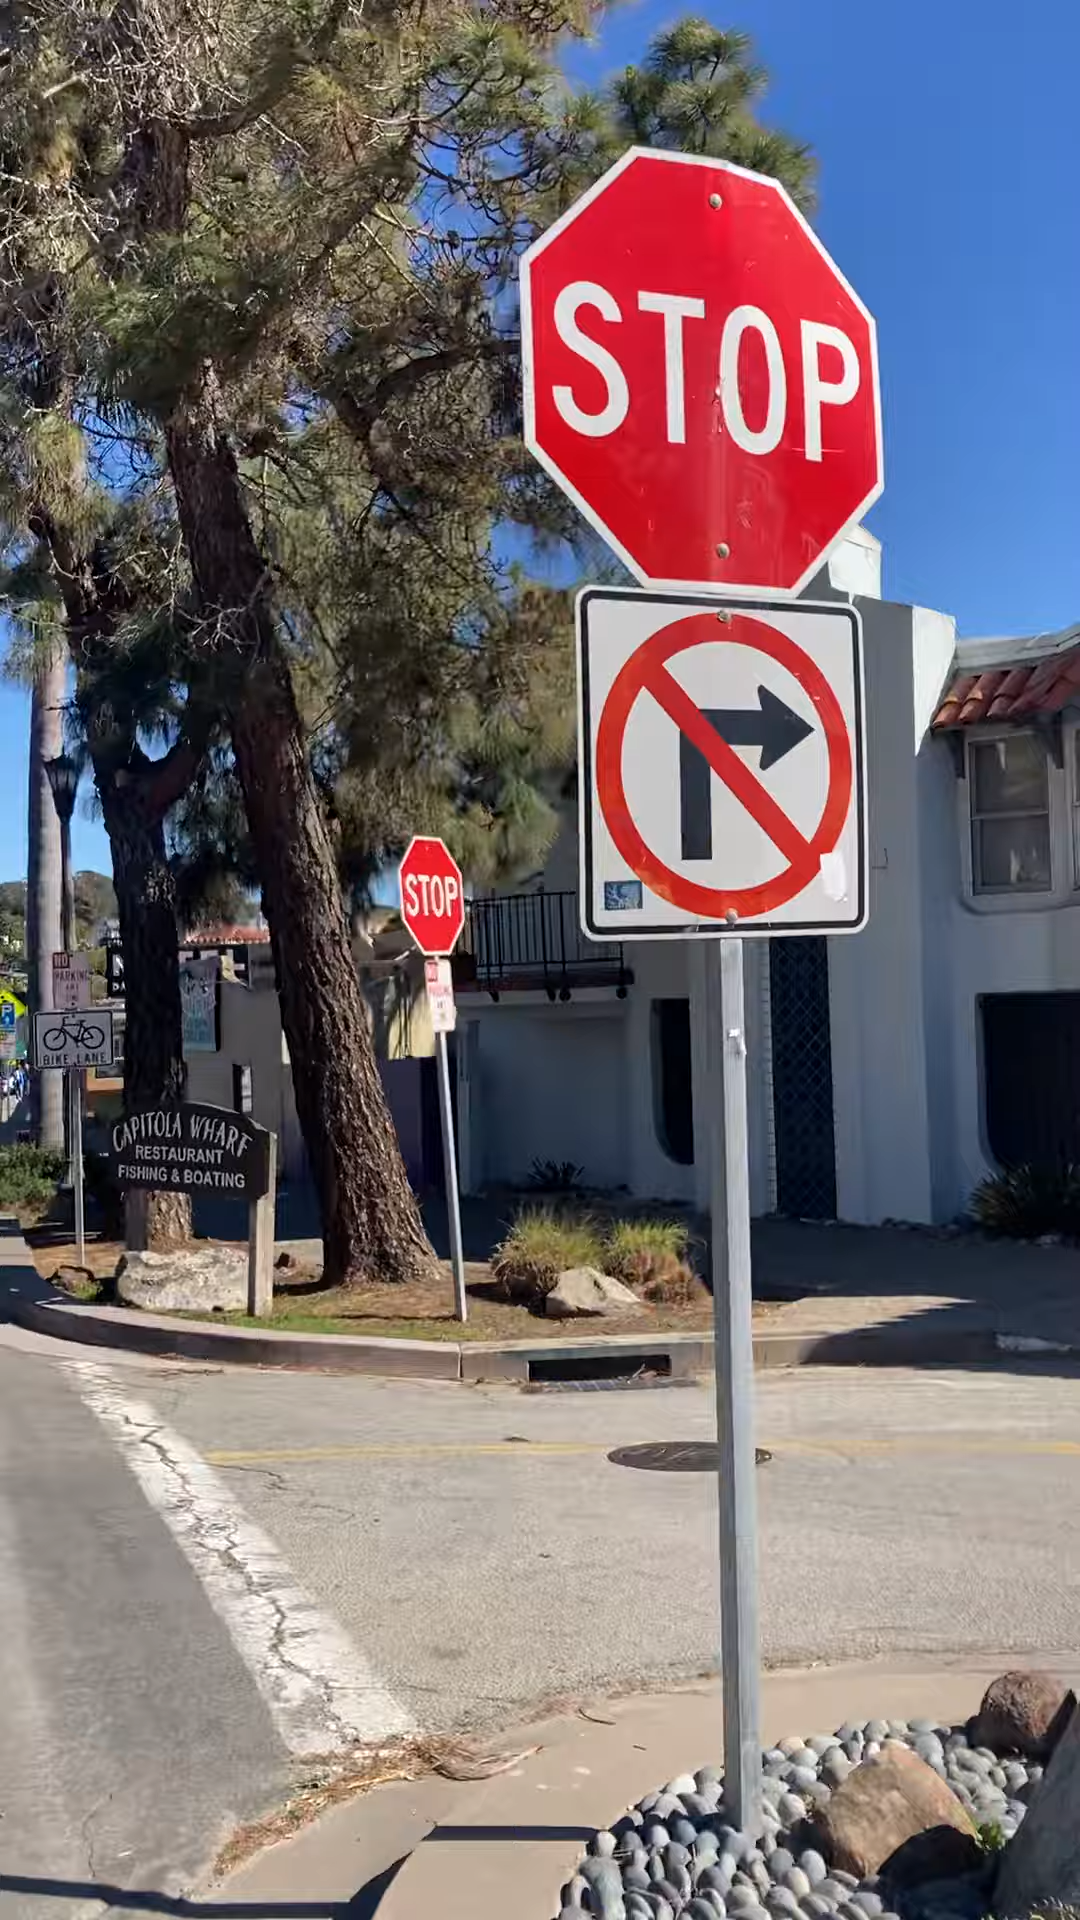 STOP
STOP
NO
PARKING
BIKE LANE
CAPITOLA WHARF
RESTAURANT
FISHING & BOATING